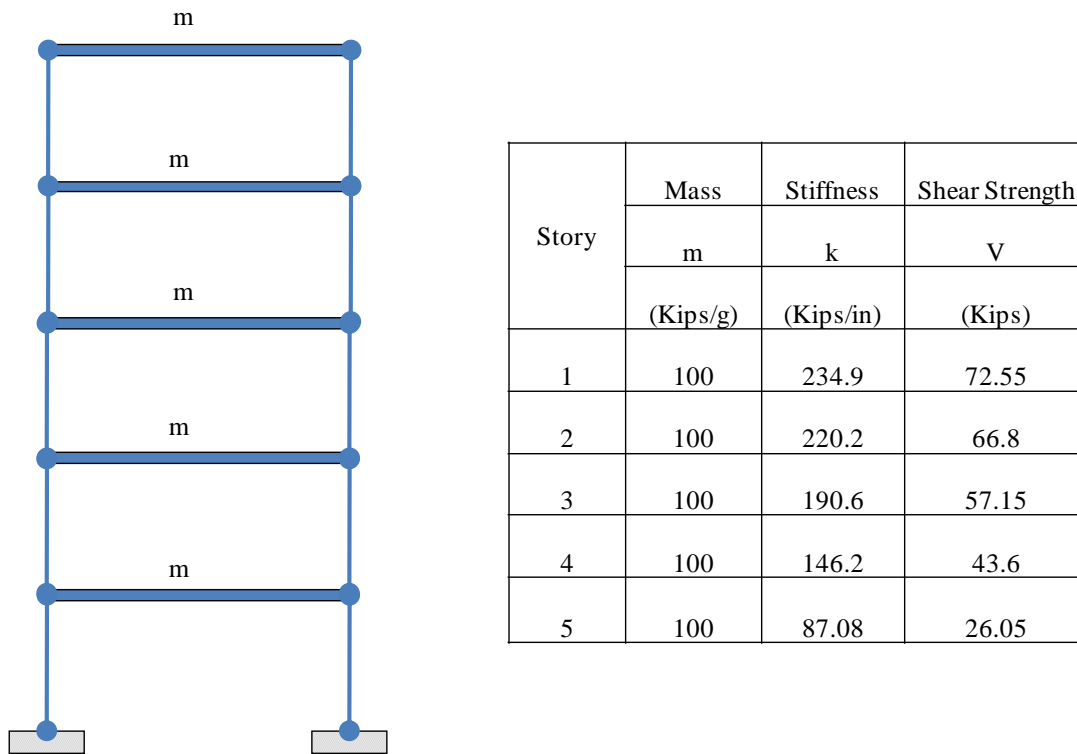 m
m
m
m
m
Story Mass Stiffness Shear Strength
m k V
(Kips/g) (Kips/in) (Kips)
1 100 234.9 72.55
2 100 220.2 66.8
3 100 190.6 57.15
4 100 146.2 43.6
5 100 87.08 26.05